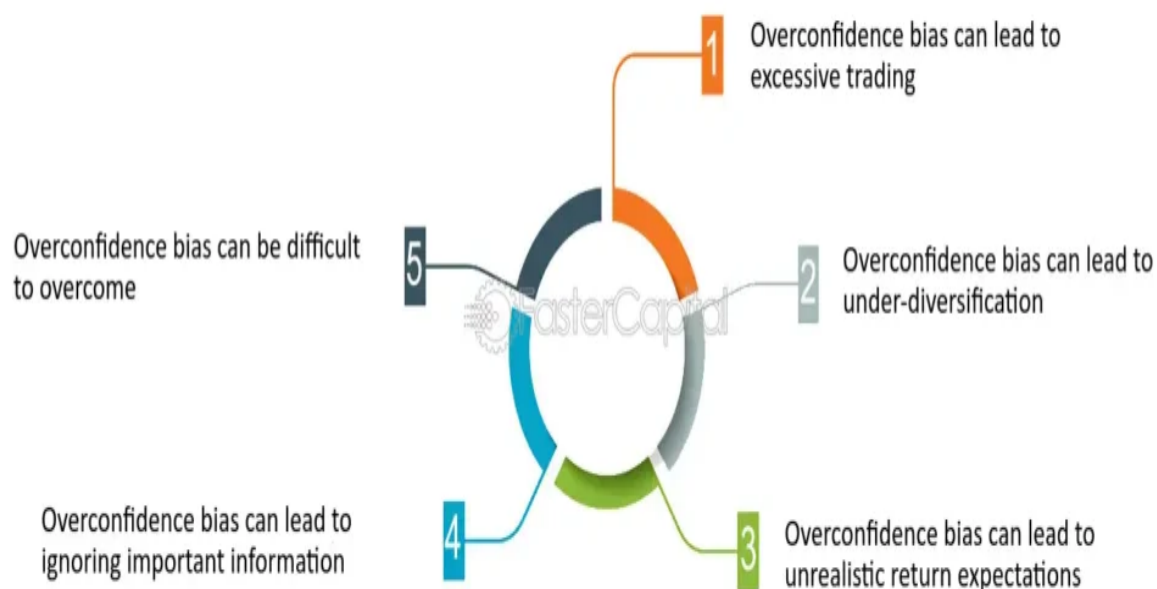 1
Overconfidence bias can lead to
excessive trading
2
Overconfidence bias can lead to
under-diversification
3
Overconfidence bias can lead to
unrealistic return expectations
4
Overconfidence bias can lead to
ignoring important information
5
Overconfidence bias can be difficult
to overcome
FasterCapital